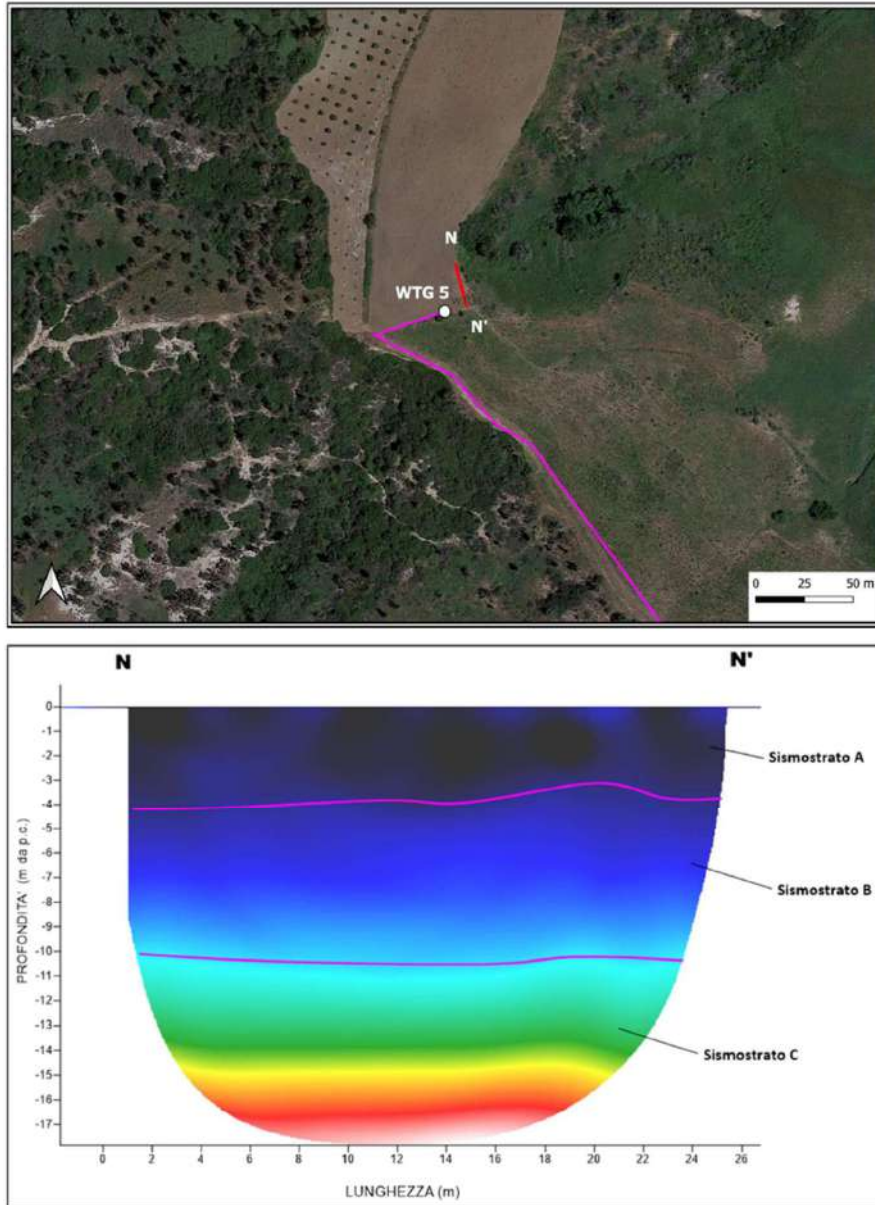 N
WTG 5
N'
0 25 50 m
N N'
0
-1
-2
Sismostrato A
-3
-4
-5
-6
-7
Sismostrato B
-8
-9
-10
-11
-12
-13
Sismostrato C
-14
-15
-16
-17
PROFONDITA' (m da p.c.)
0 2 4 6 8 10 12 14 16 18 20 22 24 26
LUNGHEZZA (m)